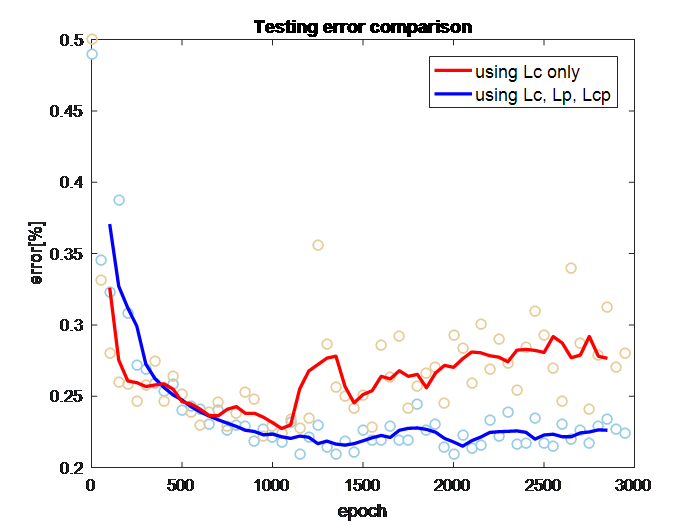 Testing error comparison
using Lc only
using Lc, Lp, Lcp
0.5
0.45
0.4
0.35
0.3
0.25
0.2
error[%]
0 500 1000 1500 2000 2500 3000
epoch